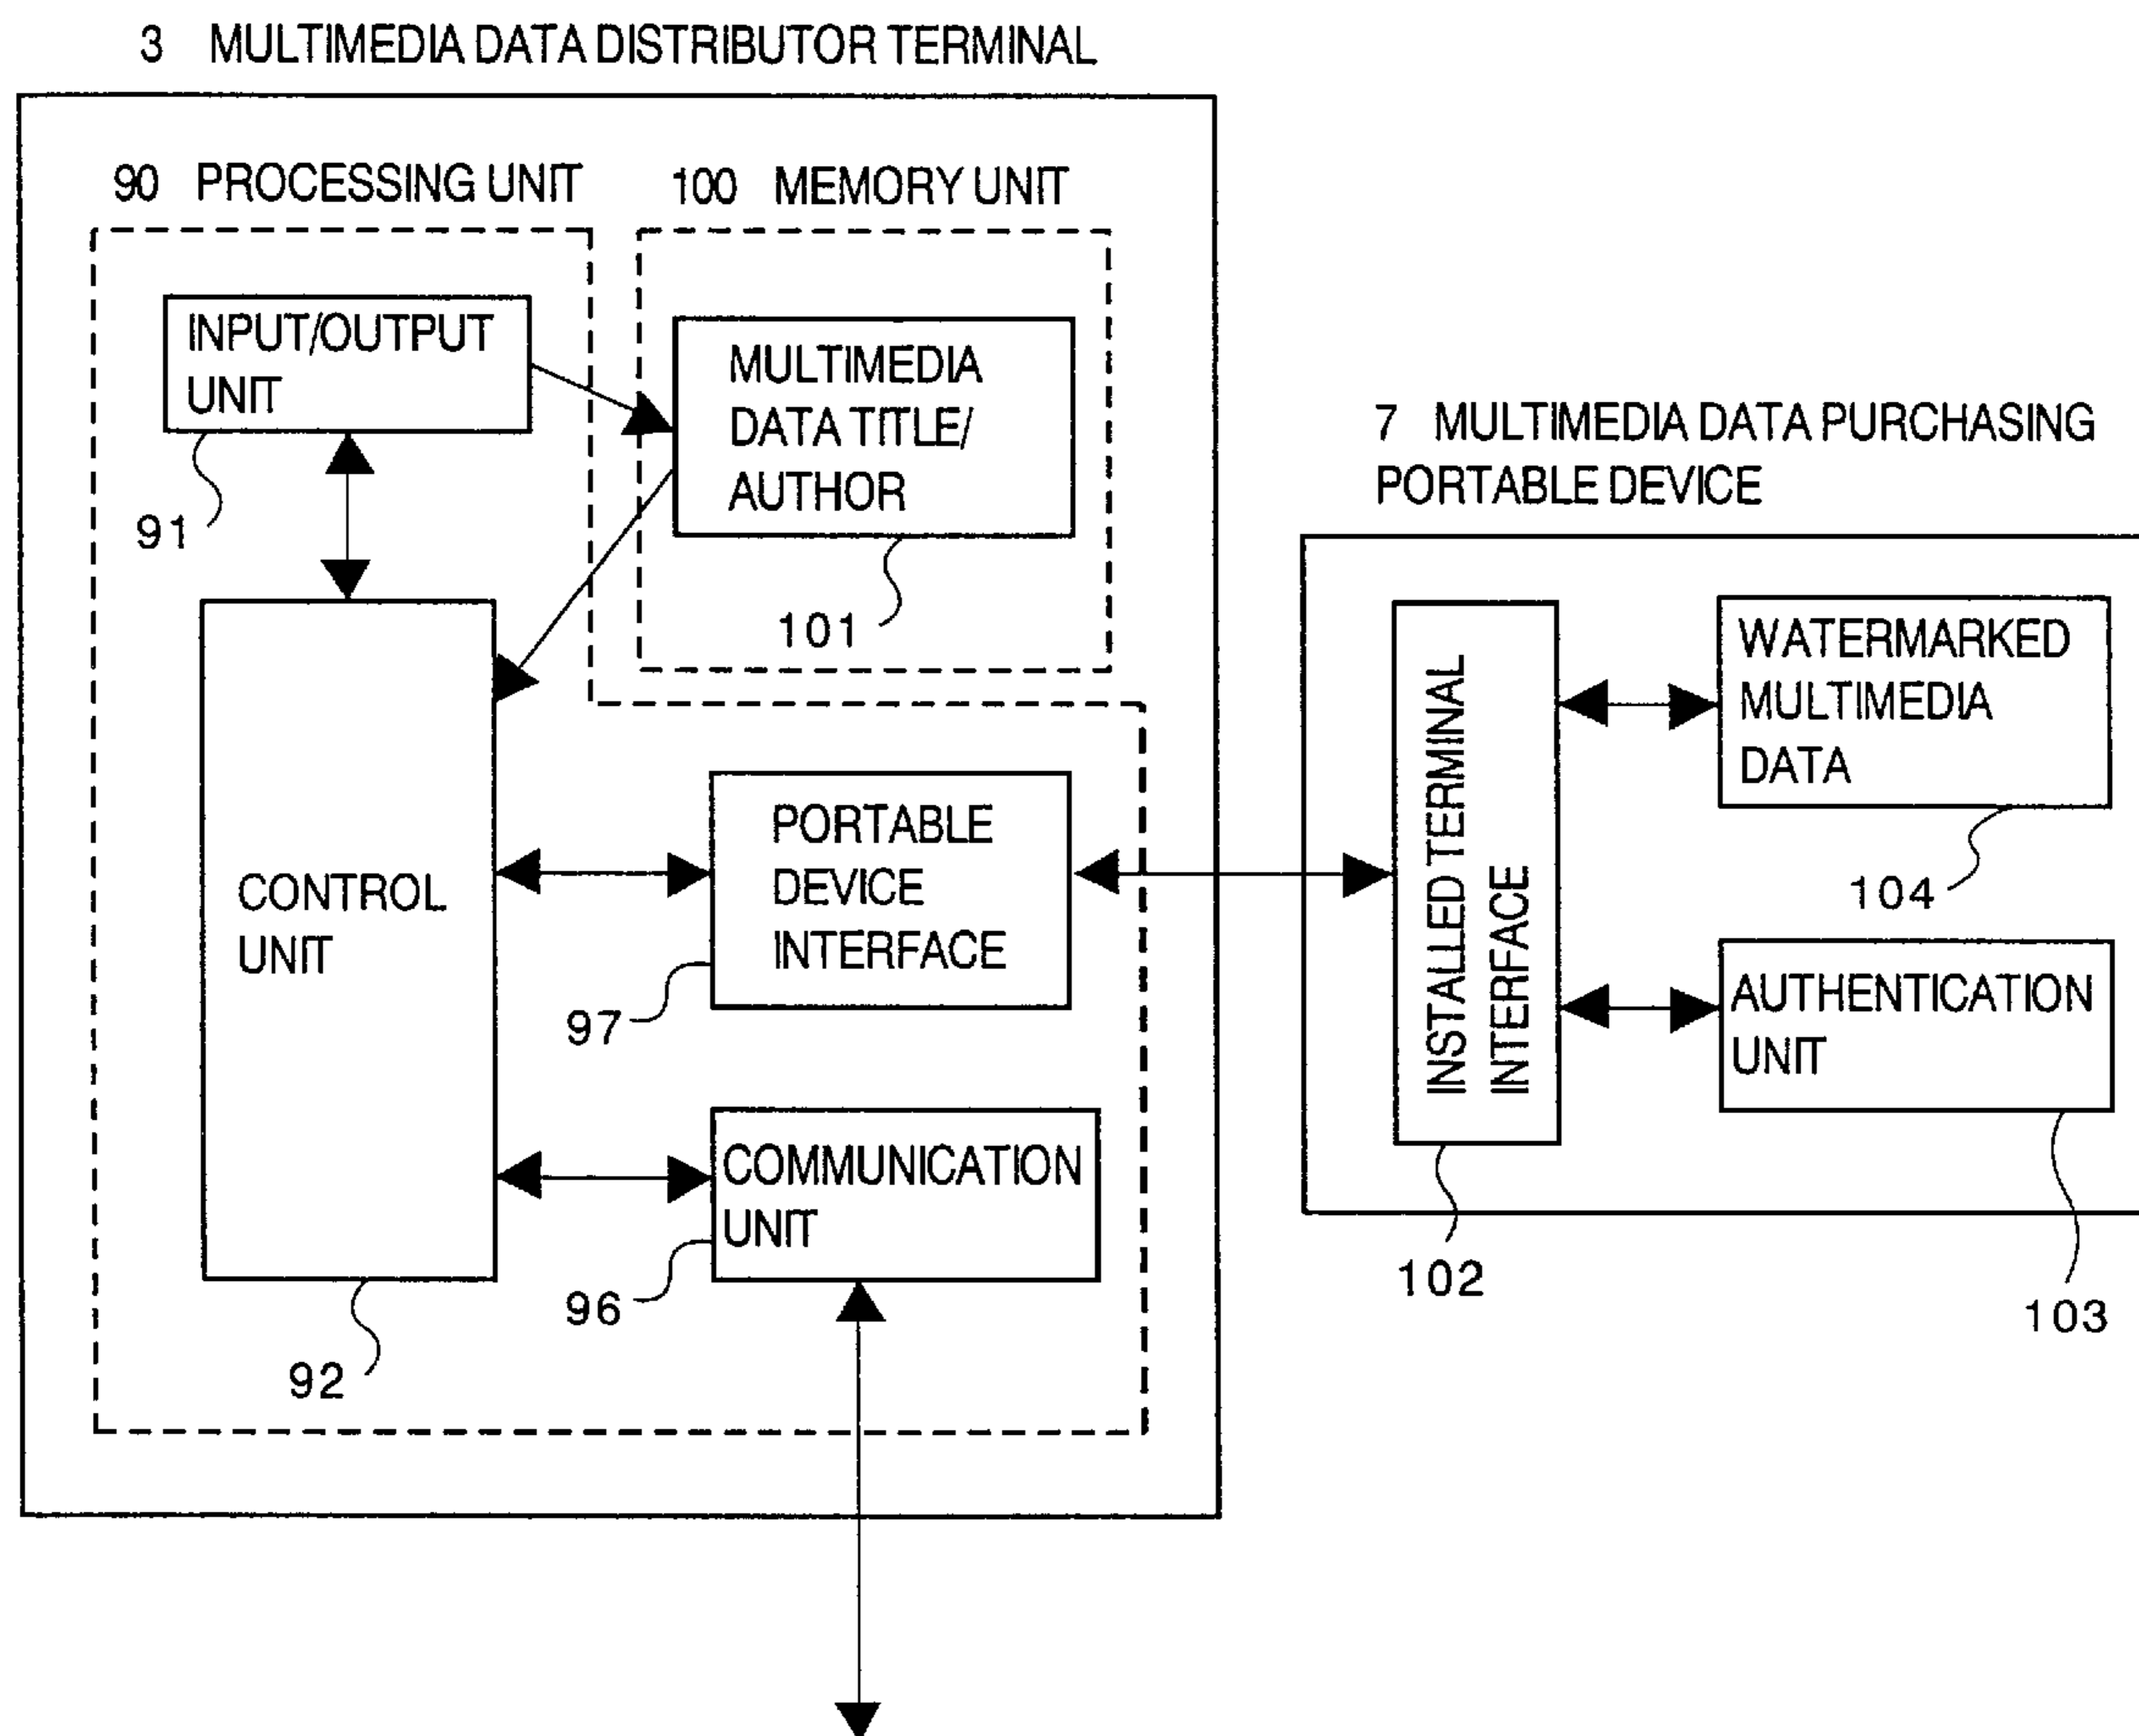 3 MULTIMEDIA DATA DISTRIBUTOR TERMINAL
90 PROCESSING UNIT
100 MEMORY UNIT
INPUT/OUTPUT
UNIT
91
MULTIMEDIA
DATA TITLE/
AUTHOR
101
CONTROL
UNIT
92
PORTABLE
DEVICE
INTERFACE
97
COMMUNICATION
UNIT
96
7 MULTIMEDIA DATA PURCHASING
PORTABLE DEVICE
INSTALLED TERMINAL
INTERFACE
102
WATERMARKED
MULTIMEDIA
DATA
104
AUTHENTICATION
UNIT
103